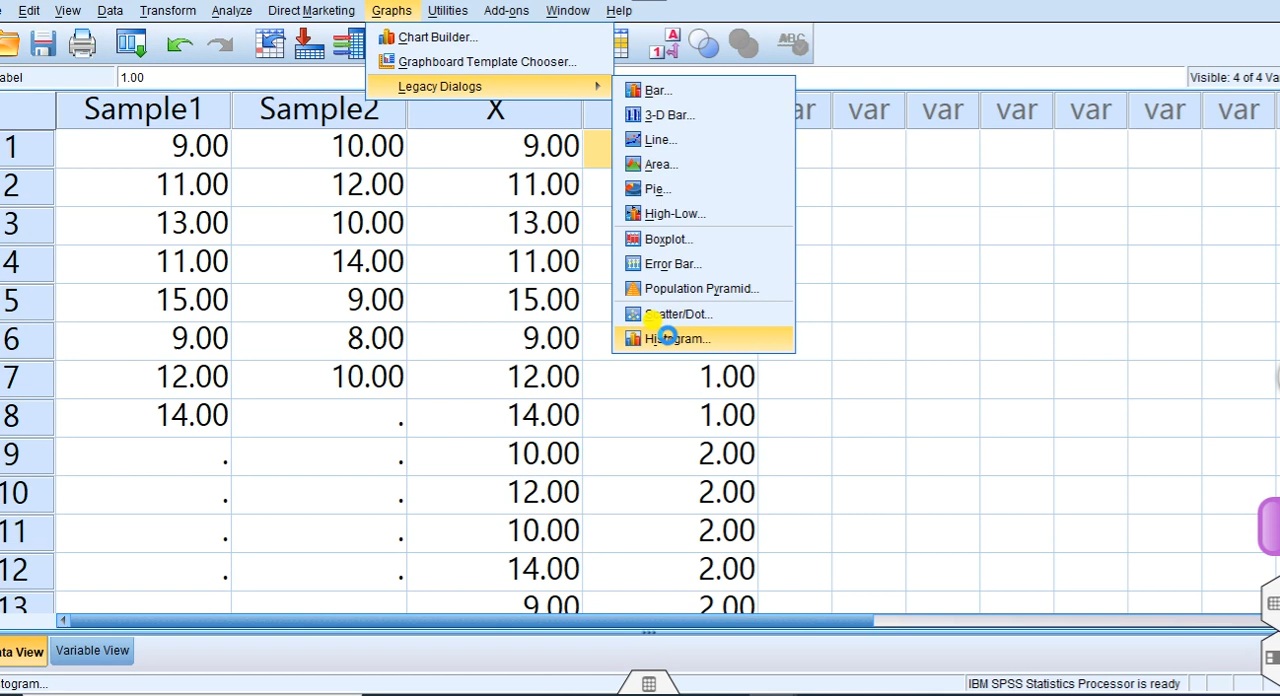 Edit View Data Transform Analyze Direct Marketing Graphs Utilities Add-ons Window Help
Chart Builder...
Graphboard Template Chooser...
Legacy Dialogs
1 A
ABC
abel 1.00 Visible: 4 of 4 Va
Bar...
3-D Bar...
Line...
Area...
Pie...
High-Low...
Boxplot...
Error Bar...
Population Pyramid...
Scatter/Dot...
Histogram...
Sample1 Sample2 X ar var var var var var var
1 9.00 10.00 9.00
2 11.00 12.00 11.00
3 13.00 10.00 13.00
4 11.00 14.00 11.00
5 15.00 9.00 15.00
6 9.00 8.00 9.00
7 12.00 10.00 12.00 1.00
8 14.00 . 14.00 1.00
9 . . 10.00 2.00
10 . . 12.00 2.00
11 . . 10.00 2.00
12 . . 14.00 2.00
13 9.00 2.00
ata View Variable View
togram... IBM SPSS Statistics Processor is ready